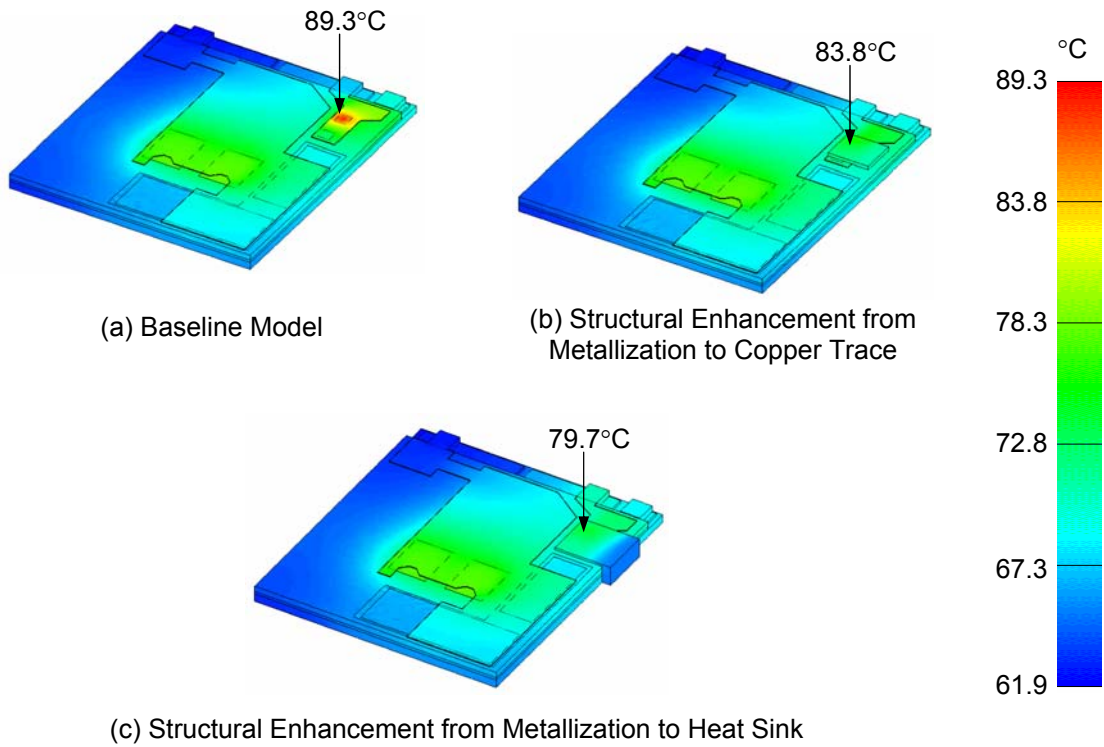 89.3°C
83.8°C
(a) Baseline Model
(b) Structural Enhancement from
Metallization to Copper Trace
79.7°C
(c) Structural Enhancement from Metallization to Heat Sink
°C
89.3
83.8
78.3
72.8
67.3
61.9